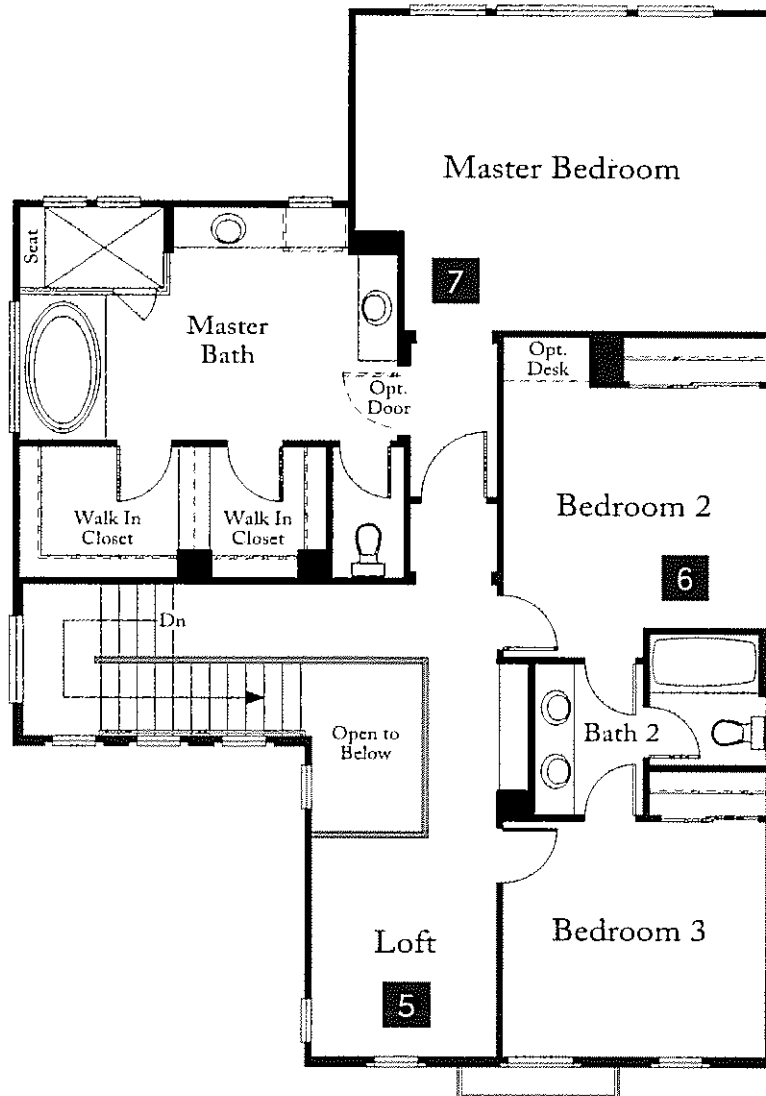 Master Bedroom
7
Seat
Master
Bath
Opt.
Door
Opt.
Desk
Walk In
Closet
Walk In
Closet
Bedroom 2
6
Dn
Open to
Below
Bath 2
Loft
5
Bedroom 3